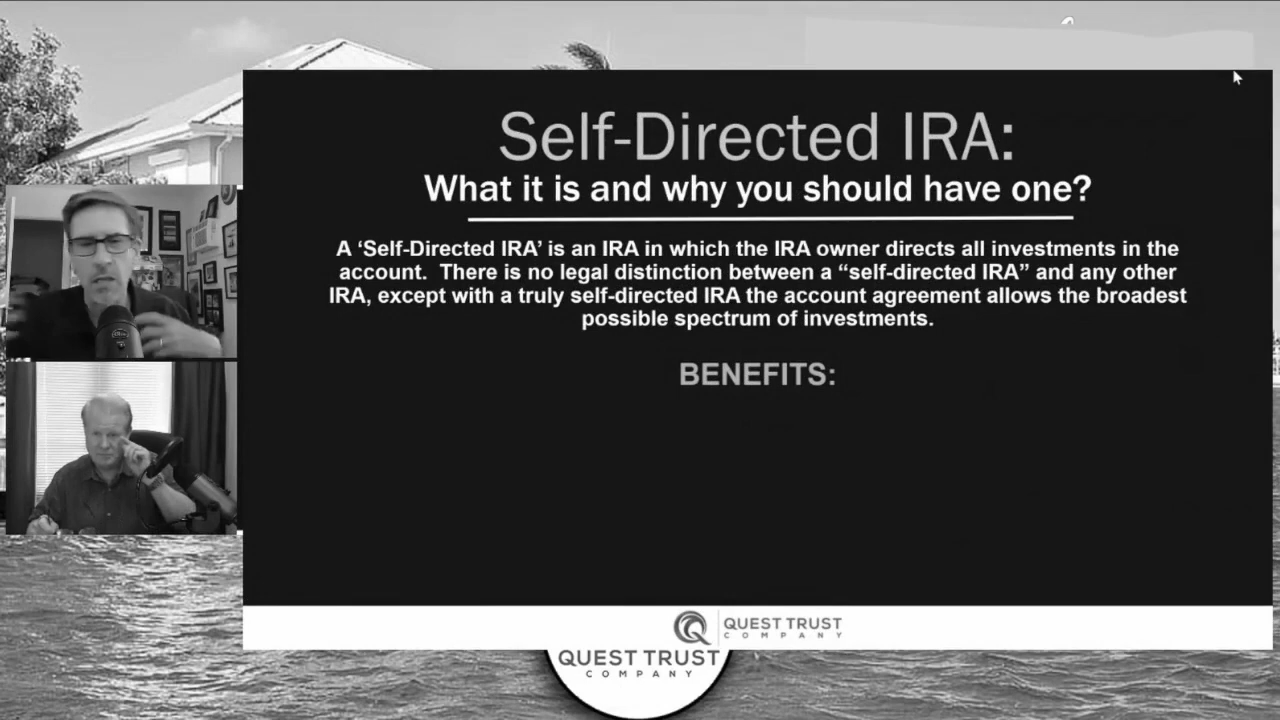 Self-Directed IRA:
What it is and why you should have one?
A ‘Self-Directed IRA’ is an IRA in which the IRA owner directs all investments in the
account.  There is no legal distinction between a “self-directed IRA” and any other
IRA, except with a truly self-directed IRA the account agreement allows the broadest
possible spectrum of investments.
BENEFITS:
QUEST TRUST
COMPANY
QUEST TRUST
COMPANY